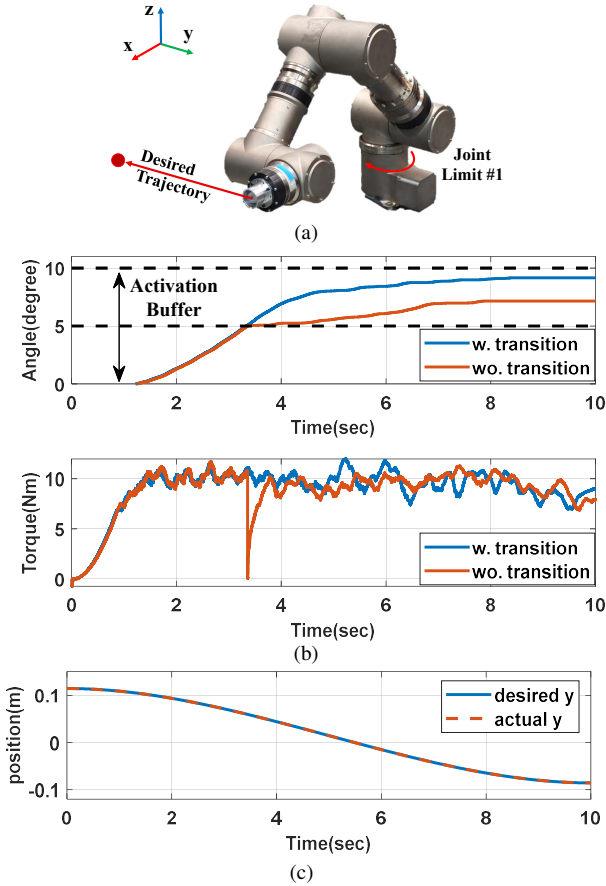 z
x
y
Desired
Trajectory
Joint
Limit #1
(a)
Angle(degree)
10
5
0
Activation
Buffer
w. transition
wo. transition
0 2 4 6 8 10
Time(sec)
Torque(Nm)
10
5
0
w. transition
wo. transition
0 2 4 6 8 10
Time(sec)
(b)
position(m)
0.1
0
-0.1
desired y
actual y
0 2 4 6 8 10
Time(sec)
(c)